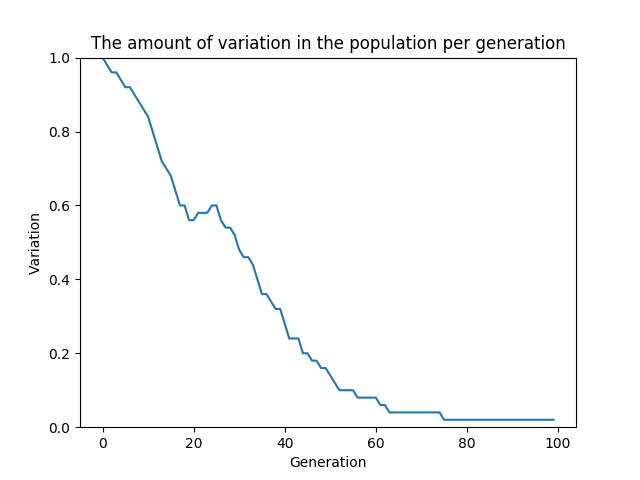 The amount of variation in the population per generation
1.0
0.8
0.6
0.4
0.2
0.0
Variation
0 20 40 60 80 100
Generation